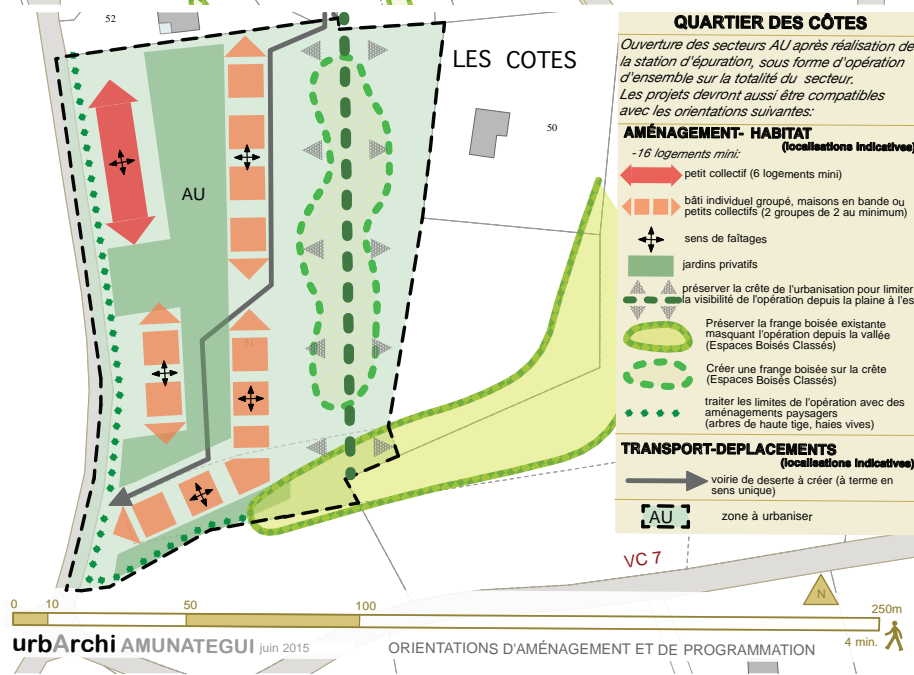 52
LES COTES
50
AU
51
VC 7
QUARTIER DES CÔTES
Ouverture des secteurs AU après réalisation de
la station d'épuration, sous forme d'opération
d'ensemble sur la totalité du secteur.
Les projets devront aussi être compatibles
avec les orientations suivantes:
AMÉNAGEMENT- HABITAT
(localisations indicatives)
-16 logements mini:
petit collectif (6 logements mini)
bâti individuel groupé, maisons en bande ou
petits collectifs (2 groupes de 2 au minimum)
sens de faîtages
jardins privatifs
préserver la crête de l'urbanisation pour limiter
la visibilité de l'opération depuis la plaine à l'es
Préserver la frange boisée existante
masquant l'opération depuis la vallée
(Espaces Boisés Classés)
Créer une frange boisée sur la crête
(Espaces Boisés Classés)
traiter les limites de l'opération avec des
aménagements paysagers
(arbres de haute tige, haies vives)
TRANSPORT-DEPLACEMENTS
(localisations indicatives)
voirie de deserte à créer (à terme en
sens unique)
AU zone à urbaniser
N
0 10 50 100 250m
4 min.
urbArchi AMUNATEGUI juin 2015
ORIENTATIONS D'AMÉNAGEMENT ET DE PROGRAMMATION